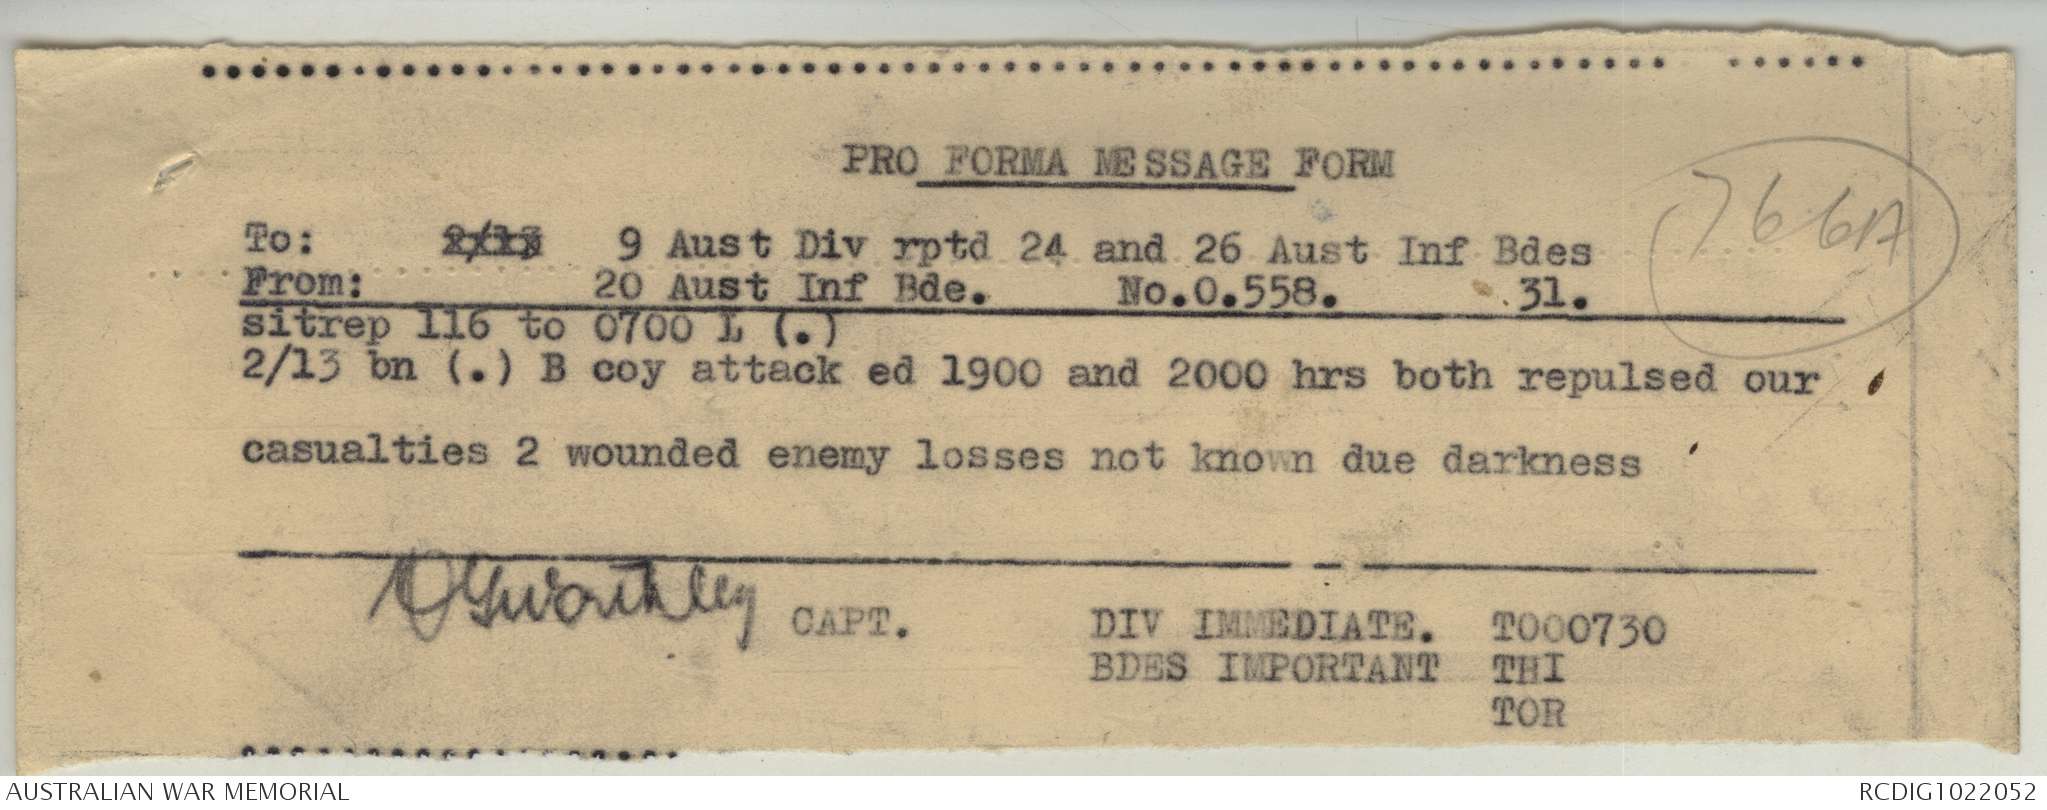 PRO FORMA MESSAGE FORM
766A
To: 2/13 9 Aust Div rptd 24 and 26 Aust Inf Bdes
From: 20 Aust Inf Bde. No.O.558. 31.
sitrep 116 to 0700 L (.)
2/13 bn (.) B coy attack ed 1900 and 2000 hrs both repulsed our
casualties 2 wounded enemy losses not known due darkness
CAPT. DIV IMMEDIATE. TOO0730
BDES IMPORTANT THI
TOR
AUSTRALIAN WAR MEMORIAL RCDIG1022052